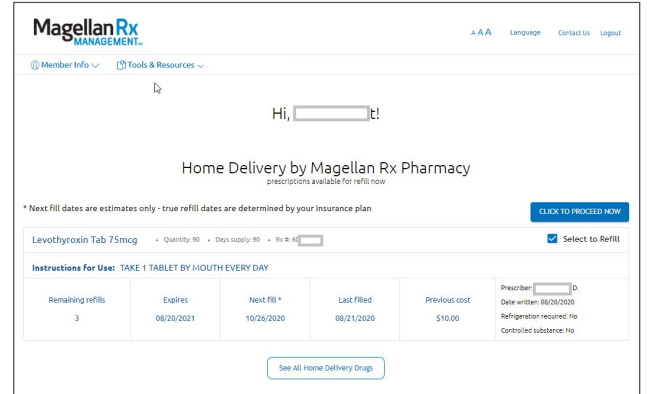 Magellan Rx
MANAGEMENT
A A A Language Contact Us Logout
Member Info Tools & Resources
Hi, t!
Home Delivery by Magellan Rx Pharmacy
prescriptions available for refill now
* Next fill dates are estimates only - true refill dates are determined by your insurance plan
CLICK TO PROCEED NOW
Levothyroxin Tab 75mcg • Quantity: 90 • Days supply: 90 • Rx #: 60
Select to Refill
Instructions for Use: TAKE 1 TABLET BY MOUTH EVERY DAY
Remaining refills Expires Next fill * Last filled Previous cost
3 08/20/2021 10/26/2020 08/21/2020 $10.00
Prescriber: D.
Date written: 08/20/2020
Refrigeration required: No
Controlled substance: No
See All Home Delivery Drugs